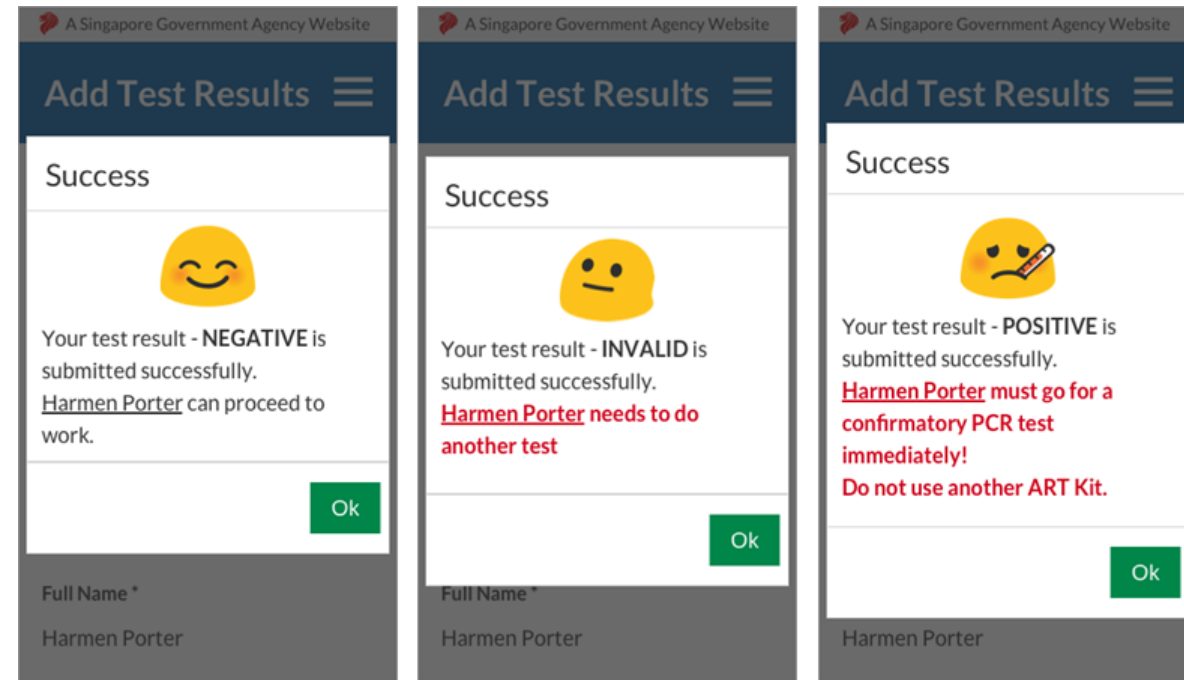 A Singapore Government Agency Website
Add Test Results
Success
Your test result - NEGATIVE is
submitted successfully.
Harmen Porter can proceed to
work.
Ok
Full Name *
Harmen Porter
A Singapore Government Agency Website
Add Test Results
Success
Your test result - INVALID is
submitted successfully.
Harmen Porter needs to do
another test
Ok
Full Name *
Harmen Porter
A Singapore Government Agency Website
Add Test Results
Success
Your test result - POSITIVE is
submitted successfully.
Harmen Porter must go for a
confirmatory PCR test
immediately!
Do not use another ART Kit.
Ok
Harmen Porter